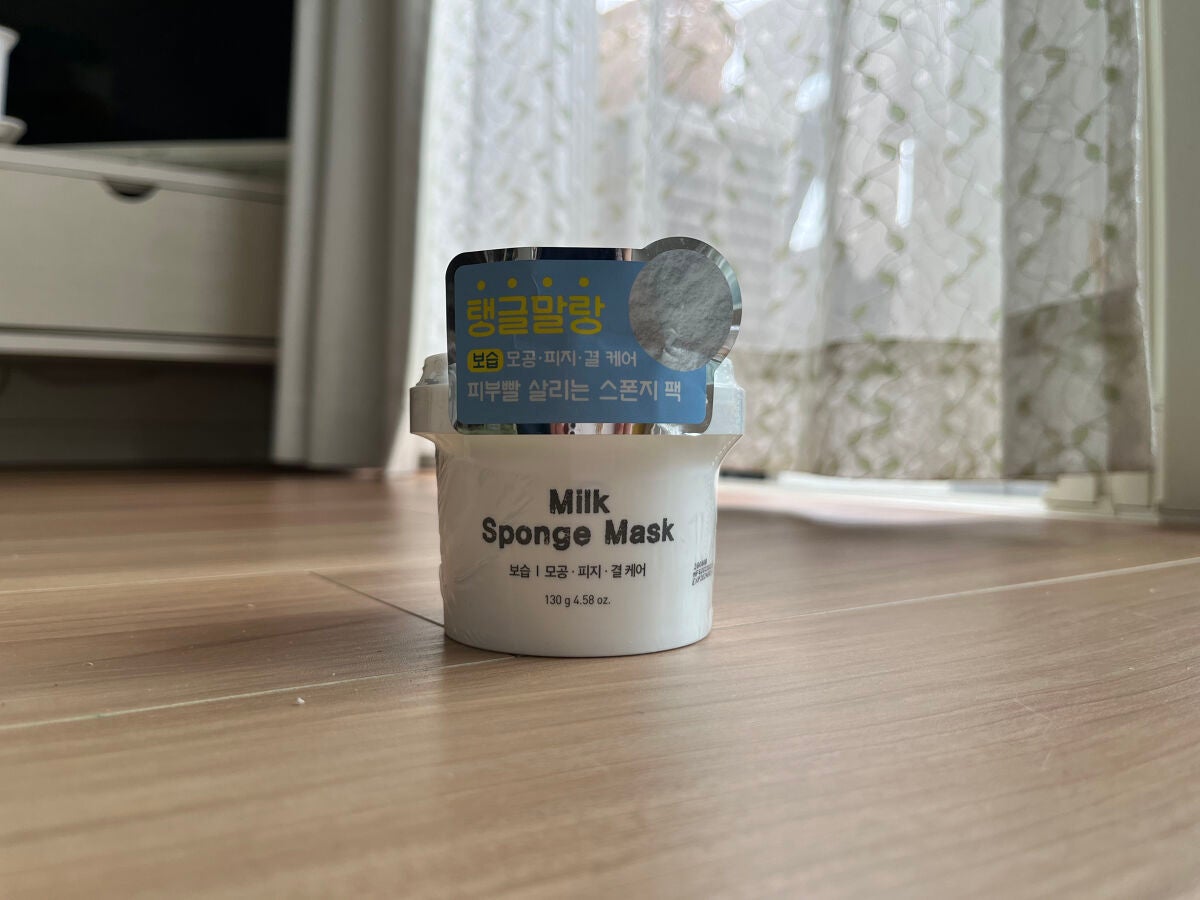 탱글말랑
보습 모공·피지·결 케어
피부빨 살리는 스폰지 팩
Milk
Sponge Mask
보습 | 모공·피지·결 케어
130 g 4.58 oz.